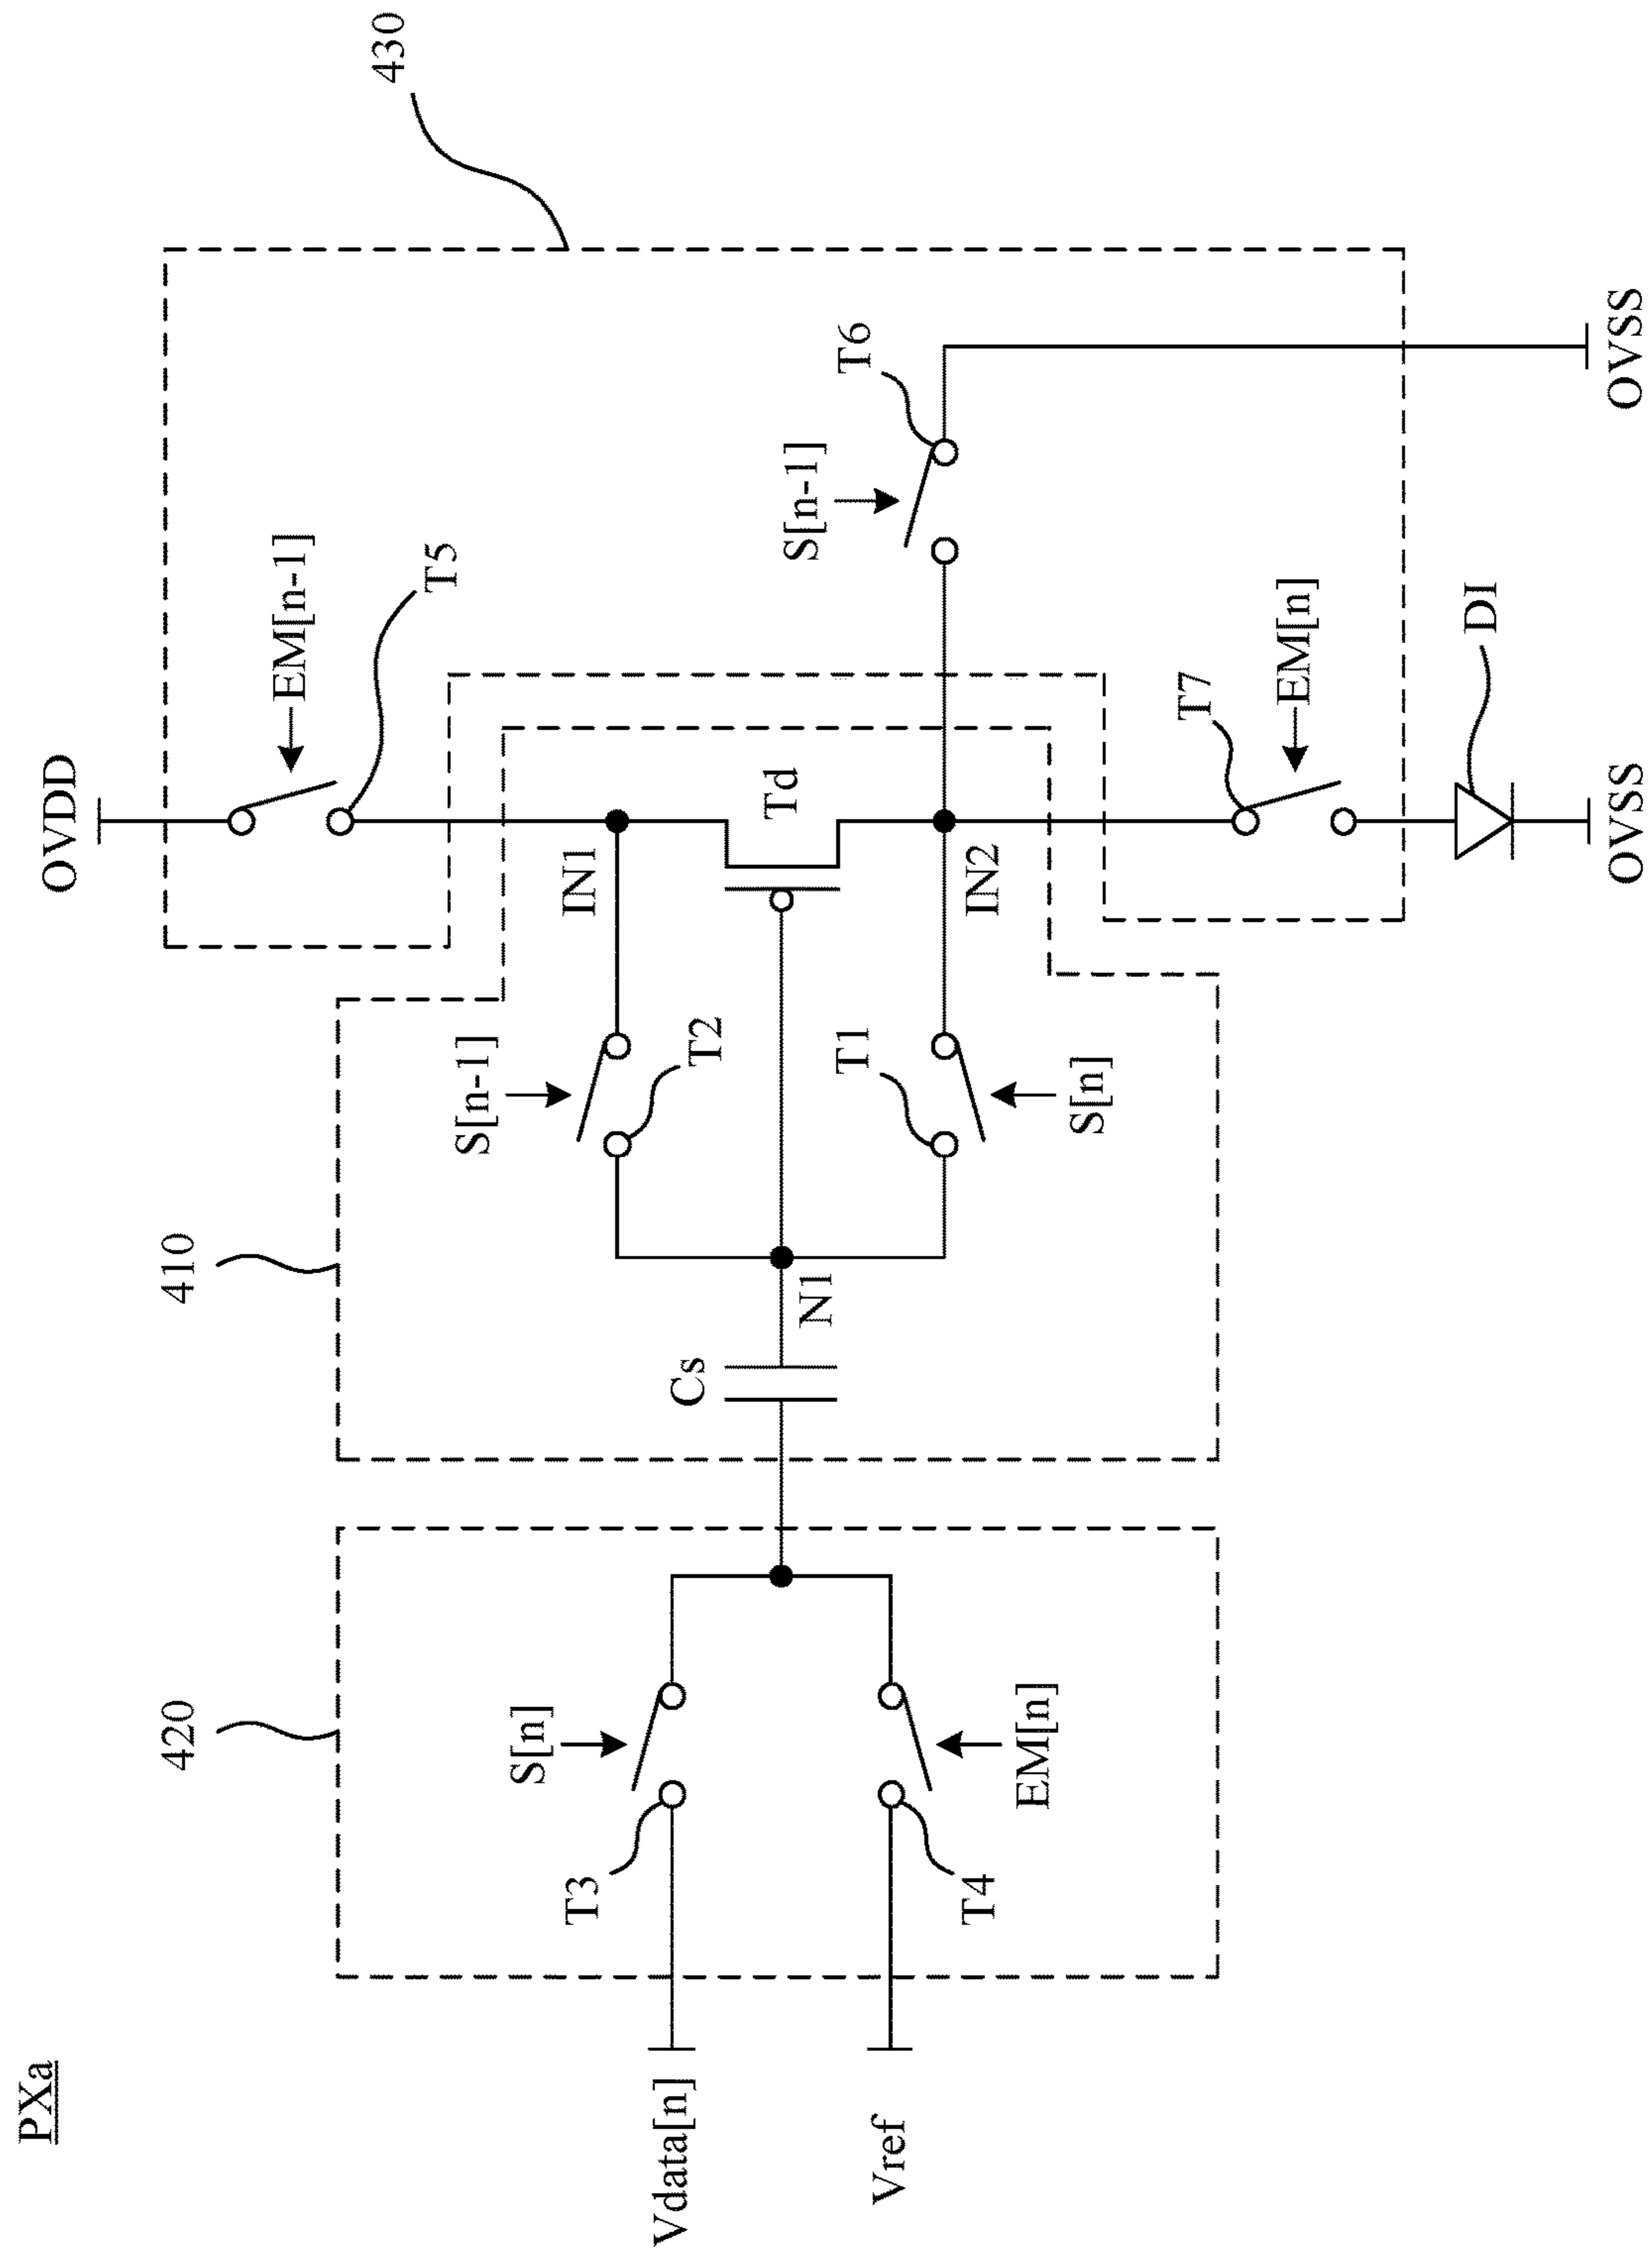 PXa
430
OVDD
EM[n-1]
T5
T6
S[n-1]
410
420
S[n-1]
T2
IN1
Td
Cs
N1
T1
IN2
S[n]
T7
EM[n]
DI
OVSS
OVSS
S[n]
T3
EM[n]
T4
Vdata[n]
Vref